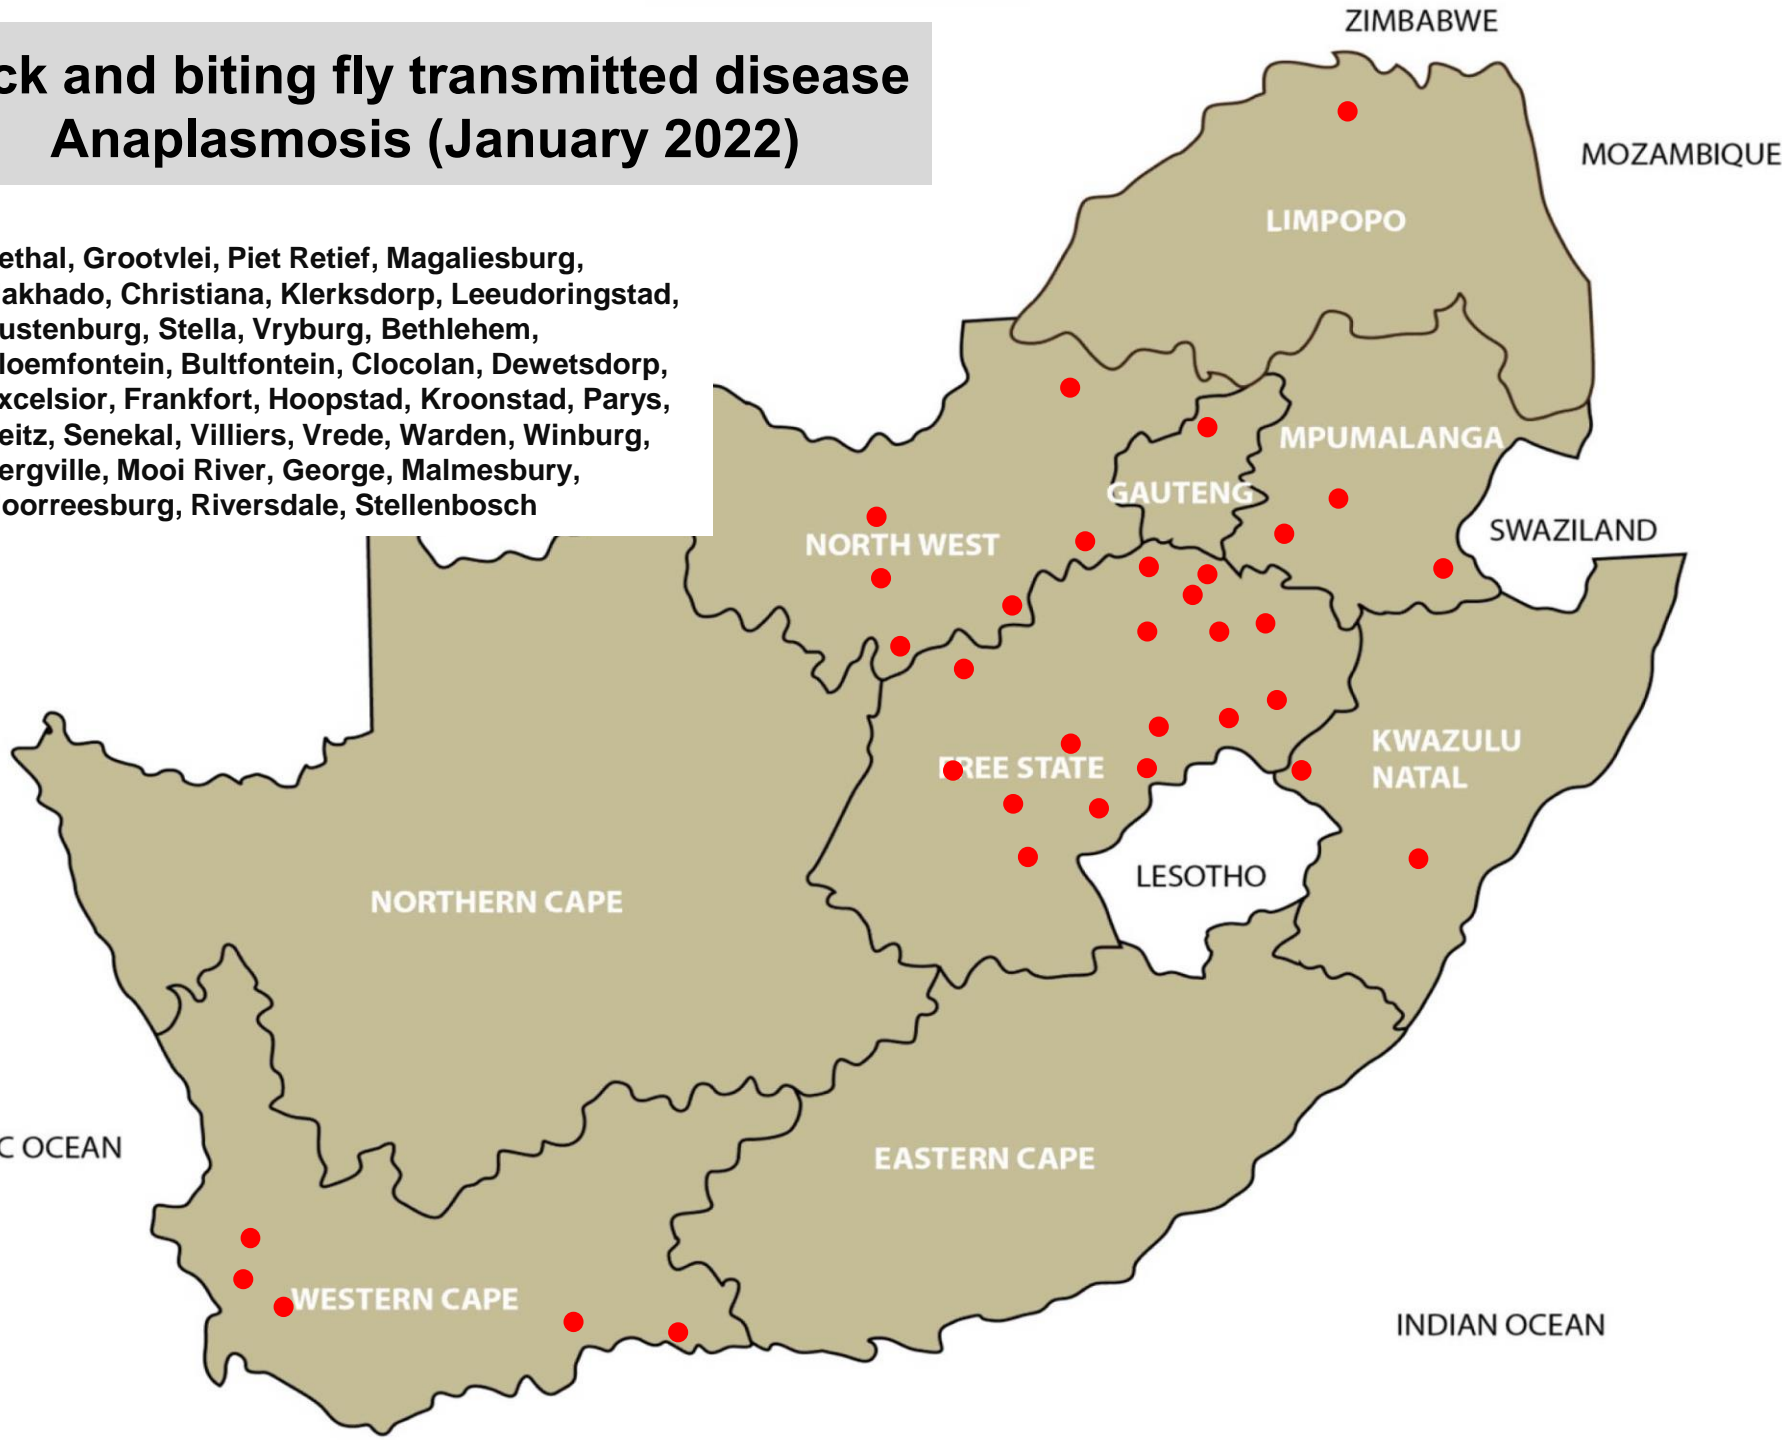 ZIMBABWE
ck and biting fly transmitted disease
Anaplasmosis (January 2022)
MOZAMBIQUE
LIMPOPO
ethal, Grootvlei, Piet Retief, Magaliesburg,
akhado, Christiana, Klerksdorp, Leeudoringstad,
ustenburg, Stella, Vryburg, Bethlehem,
loemfontein, Bultfontein, Clocolan, Dewetsdorp,
xcelsior, Frankfort, Hoopstad, Kroonstad, Parys,
eitz, Senekal, Villiers, Vrede, Warden, Winburg,
ergville, Mooi River, George, Malmesbury,
oorreesburg, Riversdale, Stellenbosch
MPUMALANGA
GAUTENG
SWAZILAND
NORTH WEST
KWAZULU
NATAL
FREE STATE
LESOTHO
NORTHERN CAPE
C OCEAN
EASTERN CAPE
WESTERN CAPE
INDIAN OCEAN